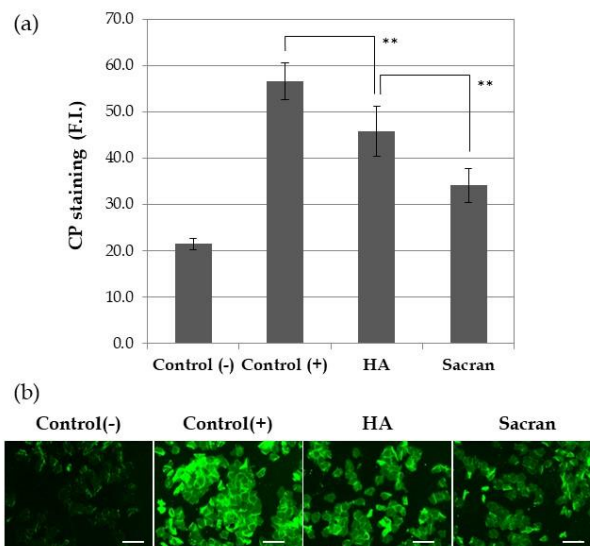 (a)
70.0
60.0
50.0
40.0
30.0
20.0
10.0
0.0
CP staining (F.I.)
**
**
Control (-) Control (+) HA Sacran
(b)
Control(-) Control(+) HA Sacran